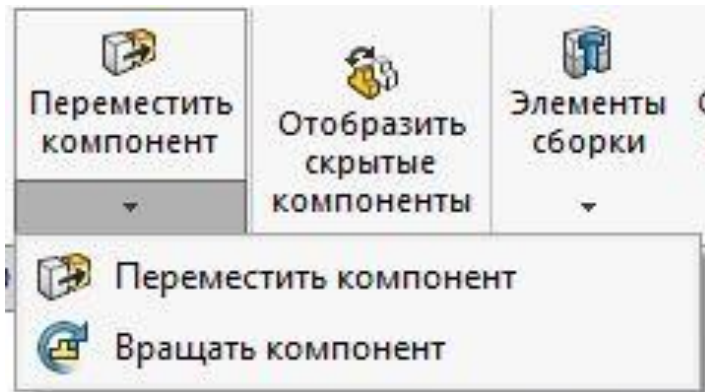 Переместить
компонент
Отобразить
скрытые
компоненты
Элементы
сборки
Переместить компонент
Вращать компонент